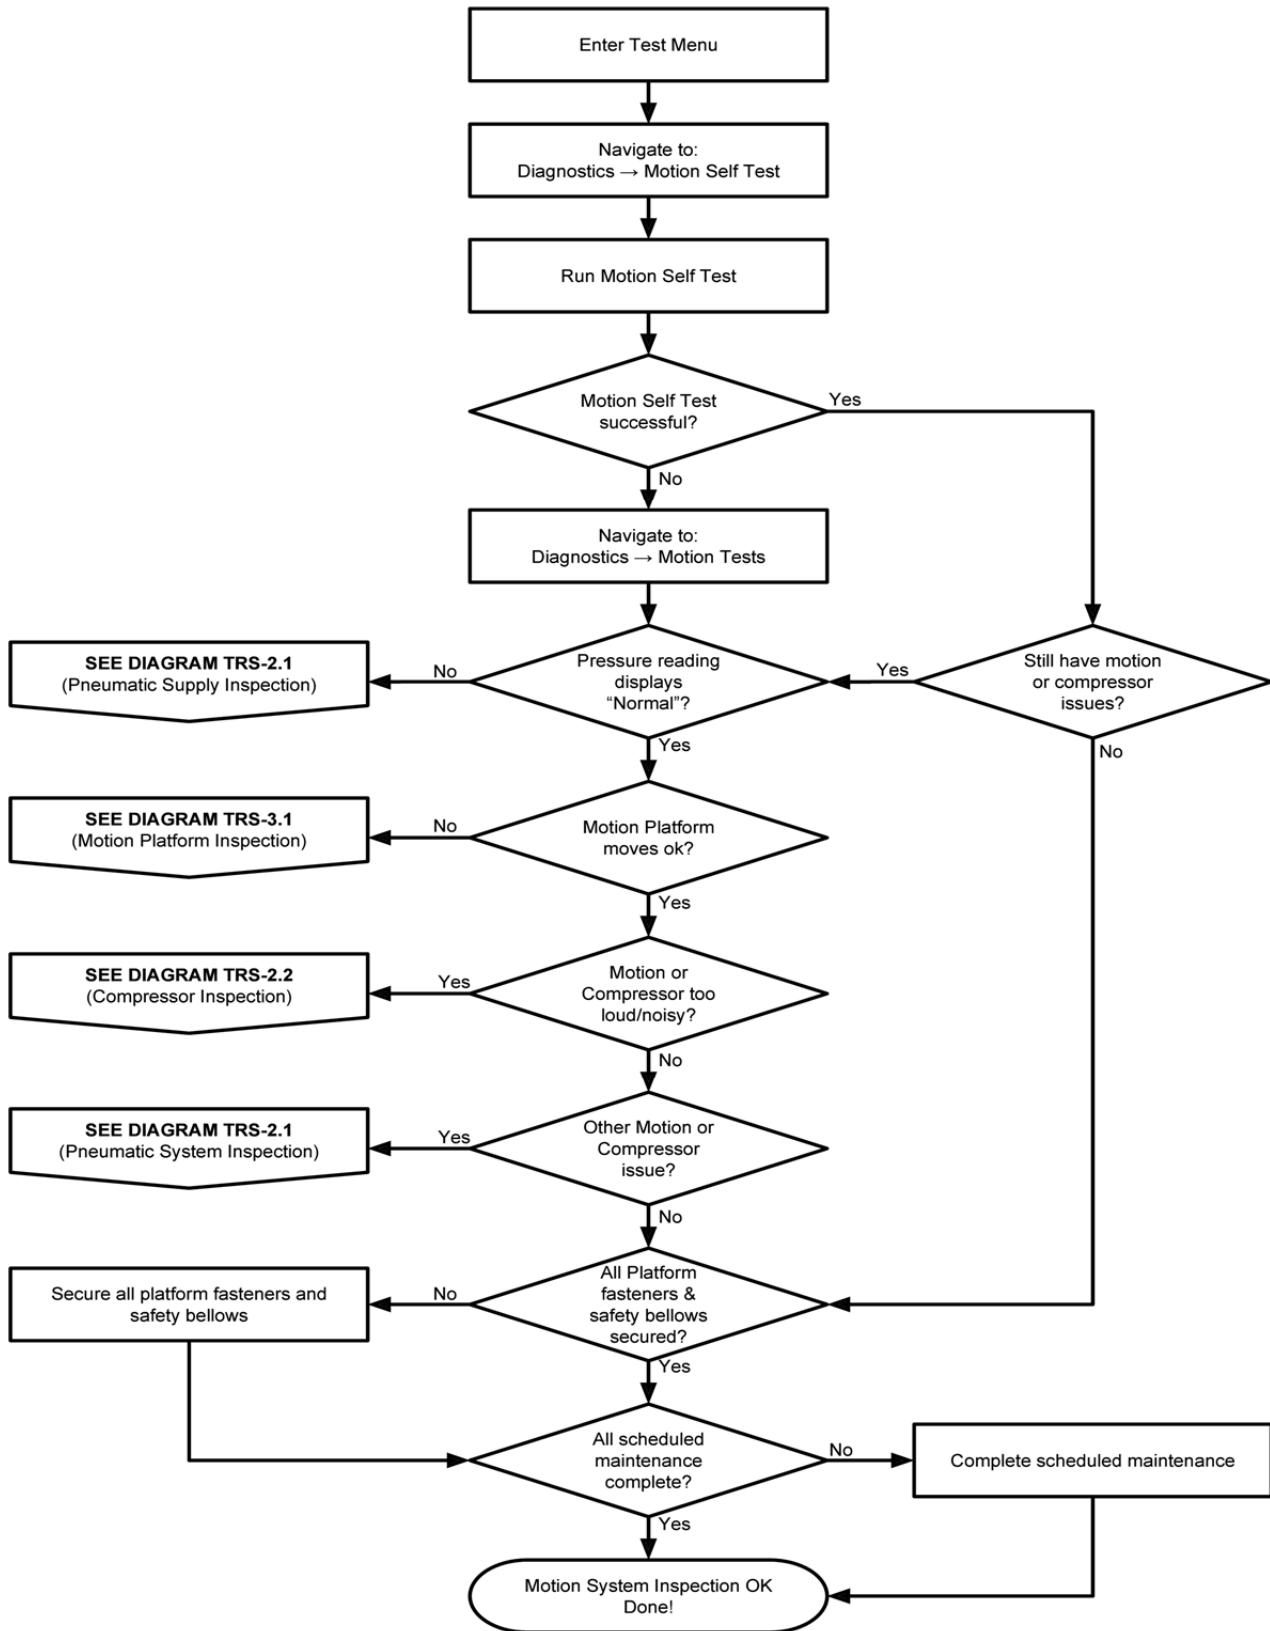 Enter Test Menu
Navigate to:
Diagnostics → Motion Self Test
Run Motion Self Test
Motion Self Test
successful?
Yes
No
Navigate to:
Diagnostics → Motion Tests
SEE DIAGRAM TRS-2.1
(Pneumatic Supply Inspection)
No
Pressure reading
displays
“Normal”?
Yes
Still have motion
or compressor
issues?
Yes
No
SEE DIAGRAM TRS-3.1
(Motion Platform Inspection)
No
Motion Platform
moves ok?
Yes
SEE DIAGRAM TRS-2.2
(Compressor Inspection)
Yes
Motion or
Compressor too
loud/noisy?
No
SEE DIAGRAM TRS-2.1
(Pneumatic System Inspection)
Yes
Other Motion or
Compressor
issue?
No
Secure all platform fasteners and
safety bellows
No
All Platform
fasteners &
safety bellows
secured?
Yes
All scheduled
maintenance
complete?
No
Complete scheduled maintenance
Yes
Motion System Inspection OK
Done!